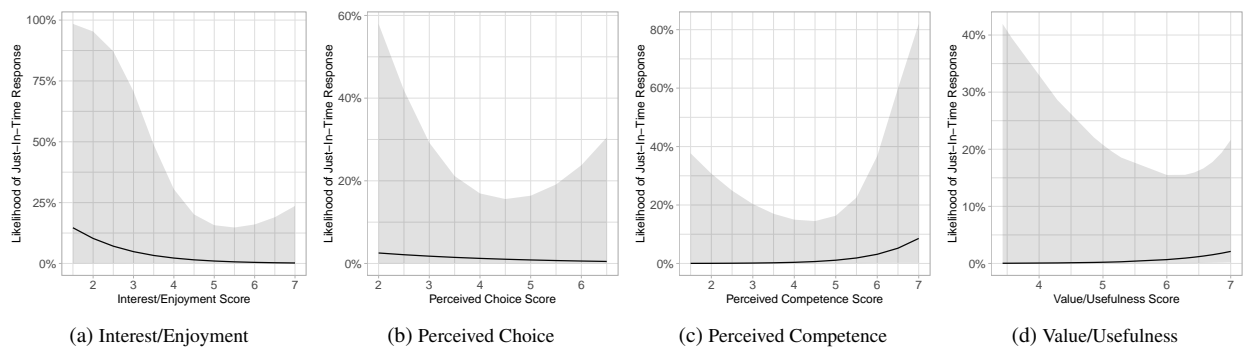 Likelihood of Just–In–Time Response
100%
75%
50%
25%
0%
2 3 4 5 6 7
Interest/Enjoyment Score
(a) Interest/Enjoyment
Likelihood of Just–In–Time Response
60%
40%
20%
0%
2 3 4 5 6
Perceived Choice Score
(b) Perceived Choice
Likelihood of Just–In–Time Response
80%
60%
40%
20%
0%
2 3 4 5 6 7
Perceived Competence Score
(c) Perceived Competence
Likelihood of Just–In–Time Response
40%
30%
20%
10%
0%
4 5 6 7
Value/Usefulness Score
(d) Value/Usefulness